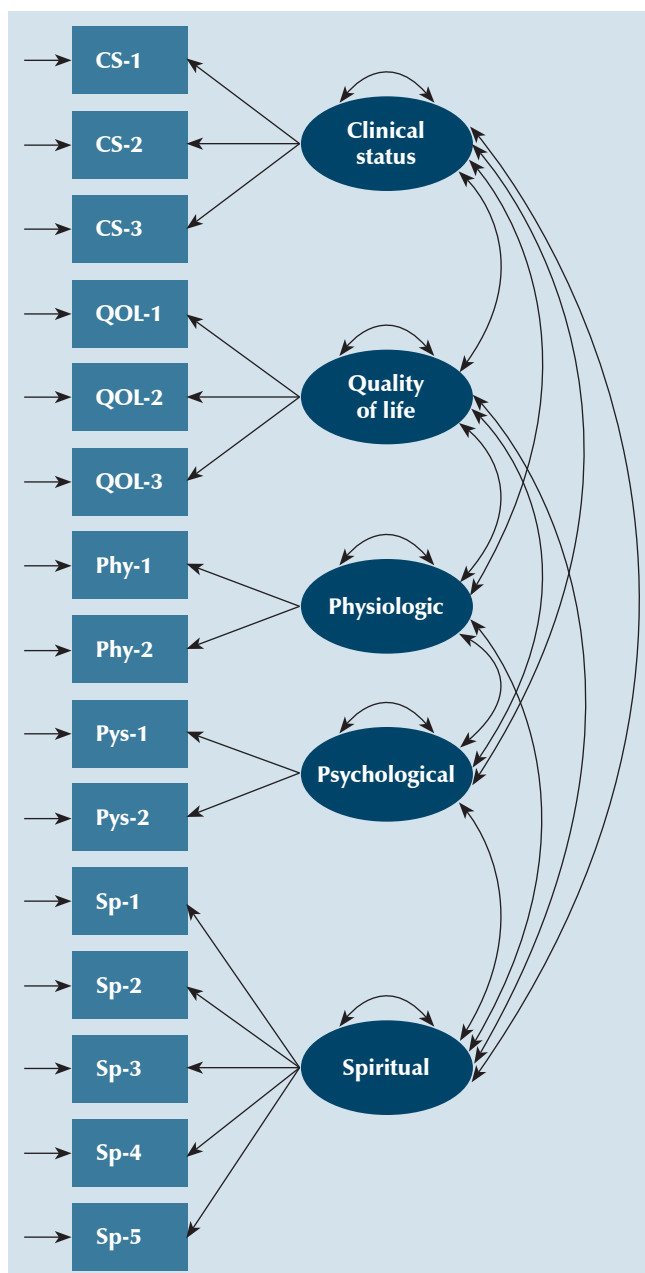 CS-1
Clinical
status
CS-2
CS-3
QOL-1
Quality
of life
QOL-2
QOL-3
Phy-1
Physiologic
Phy-2
Pys-1
Psychological
Pys-2
Sp-1
Sp-2
Sp-3
Spiritual
Sp-4
Sp-5